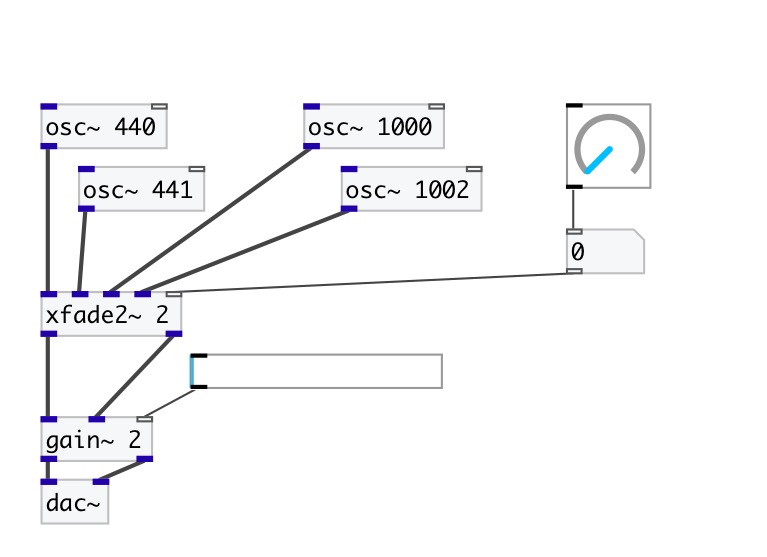 osc~ 440
osc~ 1000
osc~ 441
osc~ 1002
0
xfade2~ 2
gain~ 2
dac~